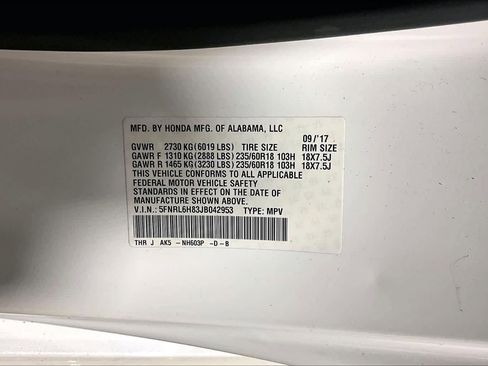 MFD. BY HONDA MFG. OF ALABAMA, LLC
09/'17
GVWR 2730 KG(6019 LBS) TIRE SIZE RIM SIZE
GAWR F 1310 KG(2888 LBS)235/60R18 103H 18X7.5J
GAWR R 1465 KG(3230 LBS)235/60R18 103H 18X7.5J
THIS VEHICLE CONFORMS TO ALL APPLICABLE
FEDERAL MOTOR VEHICLE SAFETY
STANDARDS IN EFFECT ON THE DATE OF
MANUFACTURE SHOWN ABOVE.
V.I.N.: 5FNRL6H83JB042953 TYPE: MPV
THR J AK5 -NH603P -D-B